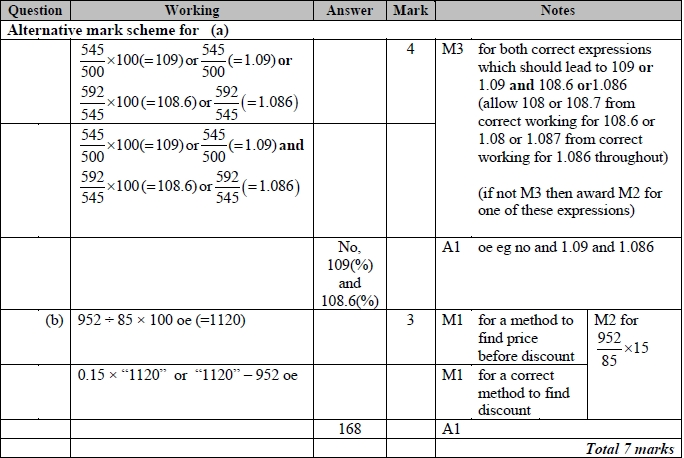 Question Working Answer Mark Notes
Alternative mark scheme for (a)
545/500 ×100(= 109) or 545/500 (= 1.09) or
592/545 ×100 (= 108.6) or 592/545 (= 1.086)
4
M3 for both correct expressions
which should lead to 109 or
1.09 and 108.6 or1.086
(allow 108 or 108.7 from
correct working for 108.6 or
1.08 or 1.087 from correct
working for 1.086 throughout)
545/500 ×100(= 109) or 545/500 (= 1.09) and
592/545 ×100 (= 108.6) or 592/545 (= 1.086)
(if not M3 then award M2 for
one of these expressions)
No,
109(%)
and
108.6(%)
A1 oe eg no and 1.09 and 1.086
(b) 952 ÷ 85 × 100 oe (=1120)
3
M1 for a method to
find price
before discount
M2 for
952/85 ×15
0.15 × “1120” or “1120” – 952 oe
M1 for a correct
method to find
discount
168
A1
Total 7 marks